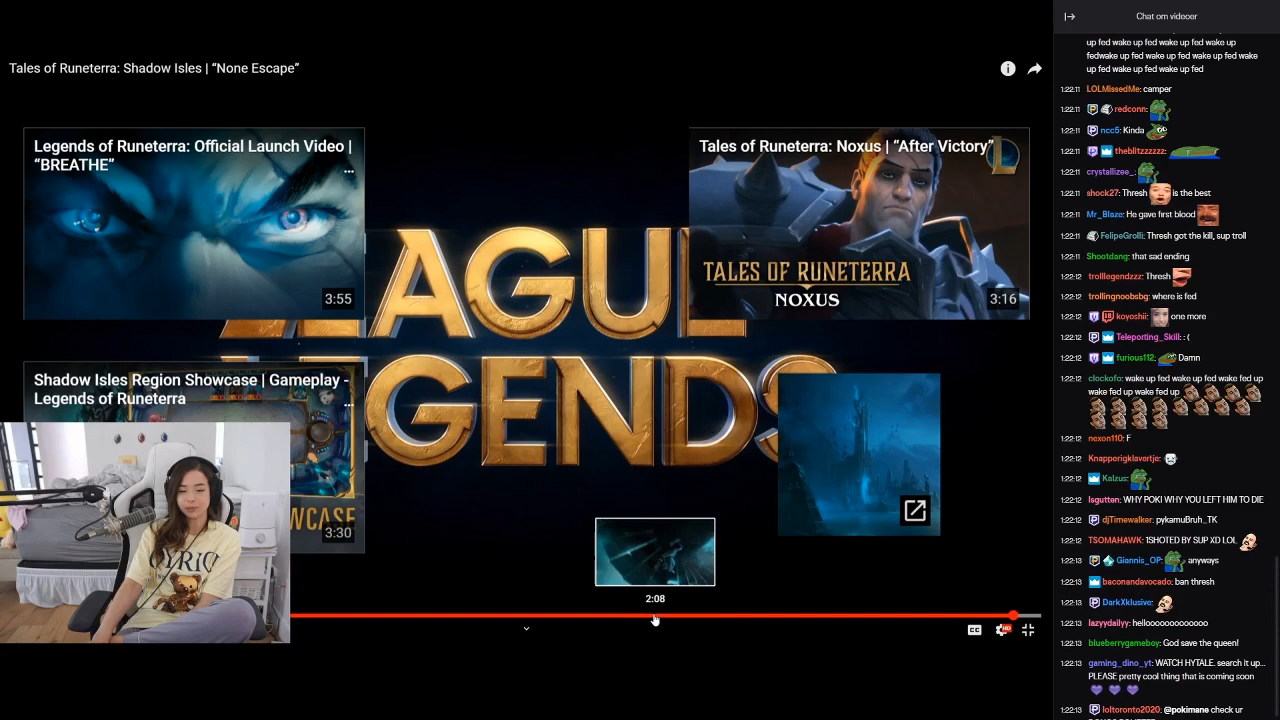 Tales of Runeterra: Shadow Isles | “None Escape”
Legends of Runeterra: Official Launch Video |
“BREATHE”
3:55
Tales of Runeterra: Noxus | “After Victory”
TALES OF RUNETERRA
NOXUS
3:16
AGU
GENDS
Shadow Isles Region Showcase | Gameplay -
Legends of Runeterra
WCASE
3:30
2:08
CC
HD
Chat om videoer
up fed wake up fed wake up fed wake up
fedwake up fed wake up fed wake up fed wake
up fed wake up fed wake up fed
1:22:11 LOLMissedMe: camper
1:22:11 redconn:
1:22:11 ncc5: Kinda
1:22:11 theblitzzzzzz:
1:22:11 crystallizee_:
1:22:11 shock27: Thresh is the best
1:22:11 Mr_Blaze: He gave first blood
1:22:11 FelipeGrolli: Thresh got the kill, sup troll
1:22:11 Shootdang: that sad ending
1:22:12 trolllegendzzz: Thresh
1:22:12 trollingnoobsbg: where is fed
1:22:12 koyoshii: one more
1:22:12 Teleporting_Skill: : (
1:22:12 furious112: Damn
1:22:12 clockofo: wake up fed wake up fed wake fed up
wake fed up wake fed up
1:22:12 nexon110: F
1:22:12 Knapperigklavertje:
1:22:12 Kalzus:
1:22:12 lsgutten: WHY POKI WHY YOU LEFT HIM TO DIE
1:22:12 djTimewalker: pykamuBruh_TK
1:22:12 TSOMAHAWK: 1SHOTED BY SUP XD LOL
1:22:13 Giannis_OP: anyways
1:22:13 baconandavocado: ban thresh
1:22:13 DarkXklusive:
1:22:13 lazyydallyy: helloooooooooooo
1:22:13 blueberrygameboy: God save the queen!
1:22:13 gaming_dino_yt: WATCH HYTALE. search it up...
PLEASE pretty cool thing that is coming soon
1:22:13 loltoronto2020: @pokimane check ur